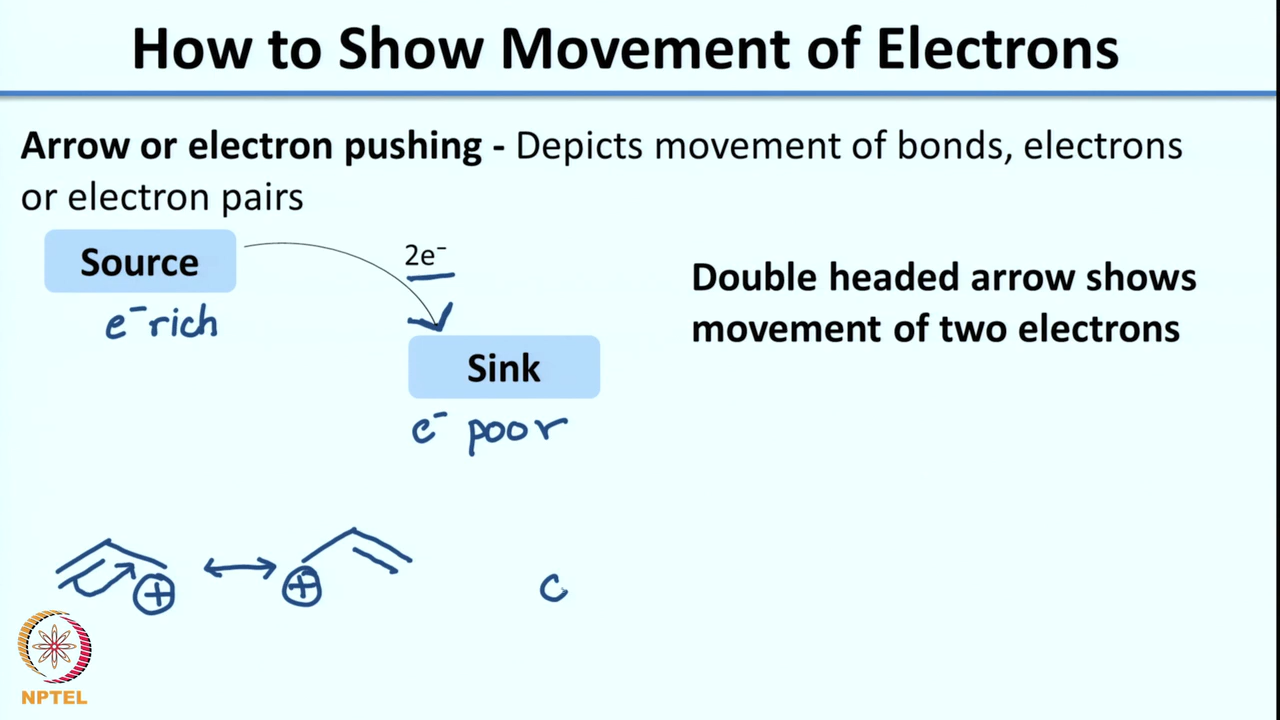 How to Show Movement of Electrons
Arrow or electron pushing - Depicts movement of bonds, electrons
or electron pairs
Source
2e⁻
e⁻ rich
Sink
e⁻ poor
Double headed arrow shows
movement of two electrons
⊕ ↔ ⊕
C
NPTEL